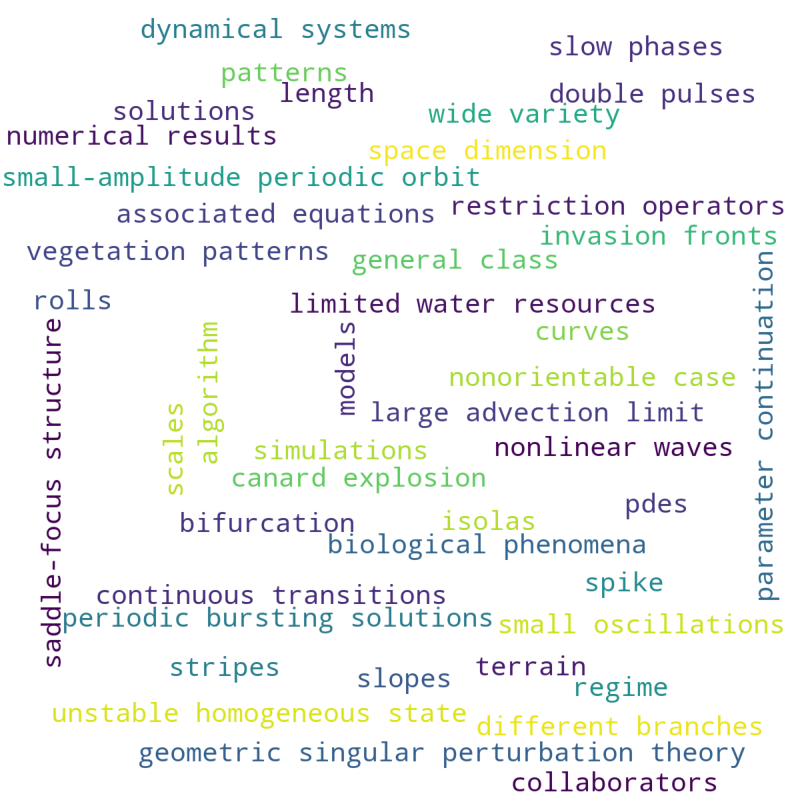 dynamical systems
slow phases
patterns
length
double pulses
solutions
wide variety
numerical results
space dimension
small-amplitude periodic orbit
associated equations
restriction operators
invasion fronts
vegetation patterns
general class
rolls
limited water resources
curves
parameter continuation
saddle-focus structure
algorithm
models
nonorientable case
scales
large advection limit
simulations
nonlinear waves
canard explosion
pdes
bifurcation
isolas
biological phenomena
spike
continuous transitions
periodic bursting solutions
small oscillations
stripes
terrain
slopes
regime
unstable homogeneous state
different branches
geometric singular perturbation theory
collaborators